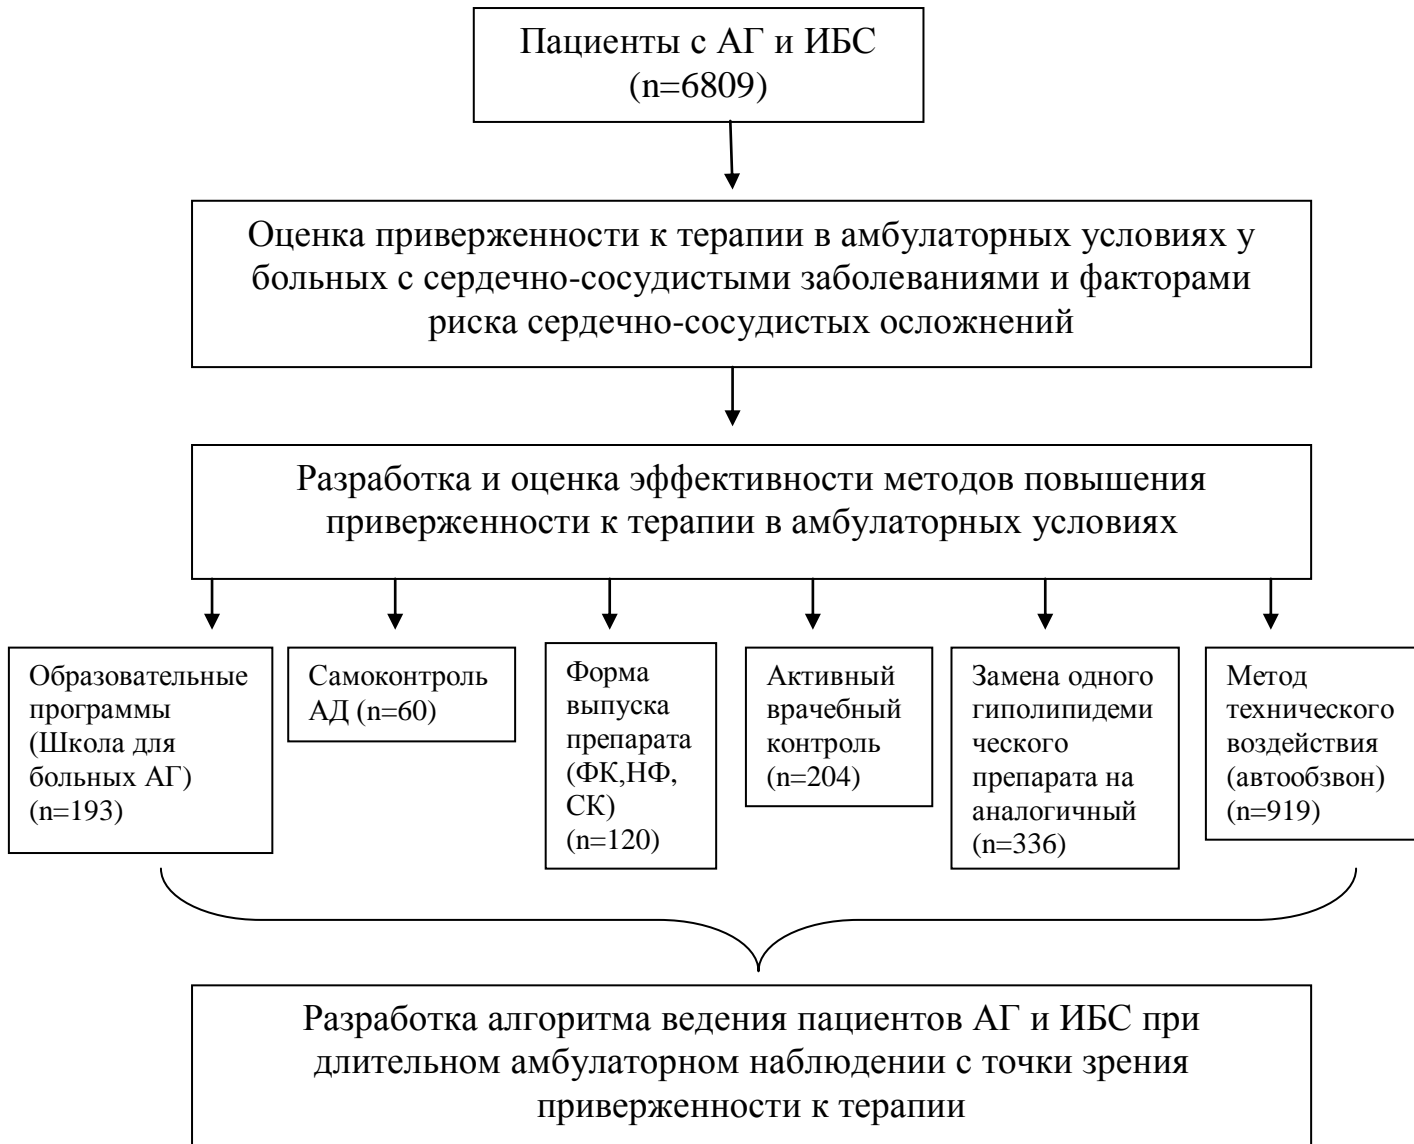 Пациенты с АГ и ИБС
(n=6809)
Оценка приверженности к терапии в амбулаторных условиях у
больных с сердечно-сосудистыми заболеваниями и факторами
риска сердечно-сосудистых осложнений
Разработка и оценка эффективности методов повышения
приверженности к терапии в амбулаторных условиях
Образовательные
программы
(Школа для
больных АГ)
(n=193)
Самоконтроль
АД (n=60)
Форма
выпуска
препарата
(ФК,НФ,
СК)
(n=120)
Активный
врачебный
контроль
(n=204)
Замена одного
гиполипидеми
ческого
препарата на
аналогичный
(n=336)
Метод
технического
воздействия
(автообзвон)
(n=919)
Разработка алгоритма ведения пациентов АГ и ИБС при
длительном амбулаторном наблюдении с точки зрения
приверженности к терапии